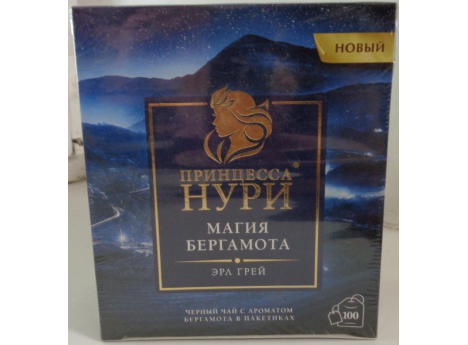 НОВЫЙ
ПРИНЦЕССА
НУРИ
МАГИЯ
БЕРГАМОТА
ЭРЛ ГРЕЙ
ЧЕРНЫЙ ЧАЙ С АРОМАТОМ
БЕРГАМОТА В ПАКЕТИКАХ
100